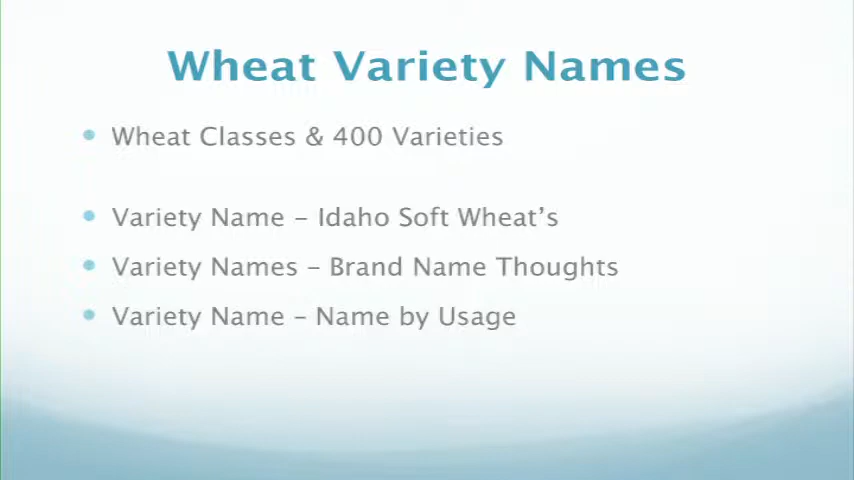 Wheat Variety Names
Wheat Classes & 400 Varieties
Variety Name – Idaho Soft Wheat’s
Variety Names – Brand Name Thoughts
Variety Name – Name by Usage